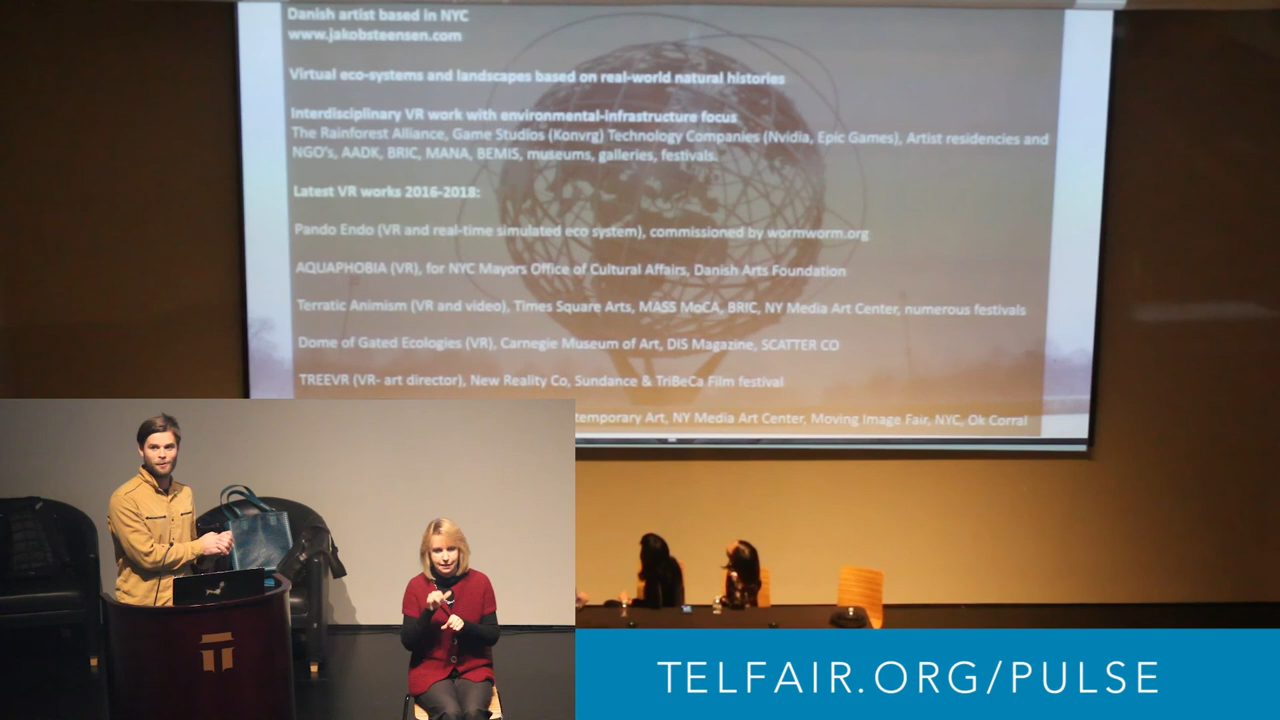 Danish artist based in NYC
www.jakobsteensen.com
Virtual eco-systems and landscapes based on real-world natural histories
Interdisciplinary VR work with environmental-infrastructure focus
The Rainforest Alliance, Game Studios (Konvrg) Technology Companies (Nvidia, Epic Games), Artist residencies and
NGO's, AADK, BRIC, MANA, BEMIS, museums, galleries, festivals.
Latest VR works 2016-2018:
Pando Endo (VR and real-time simulated eco system), commissioned by wormworm.org
AQUAPHOBIA (VR), for NYC Mayors Office of Cultural Affairs, Danish Arts Foundation
Terratic Animism (VR and video), Times Square Arts, MASS MoCA, BRIC, NY Media Art Center, numerous festivals
Dome of Gated Ecologies (VR), Carnegie Museum of Art, DIS Magazine, SCATTER CO
TREEVR (VR- art director), New Reality Co, Sundance & TriBeCa Film festival
temporary Art, NY Media Art Center, Moving Image Fair, NYC, Ok Corral
TELFAIR.ORG/PULSE